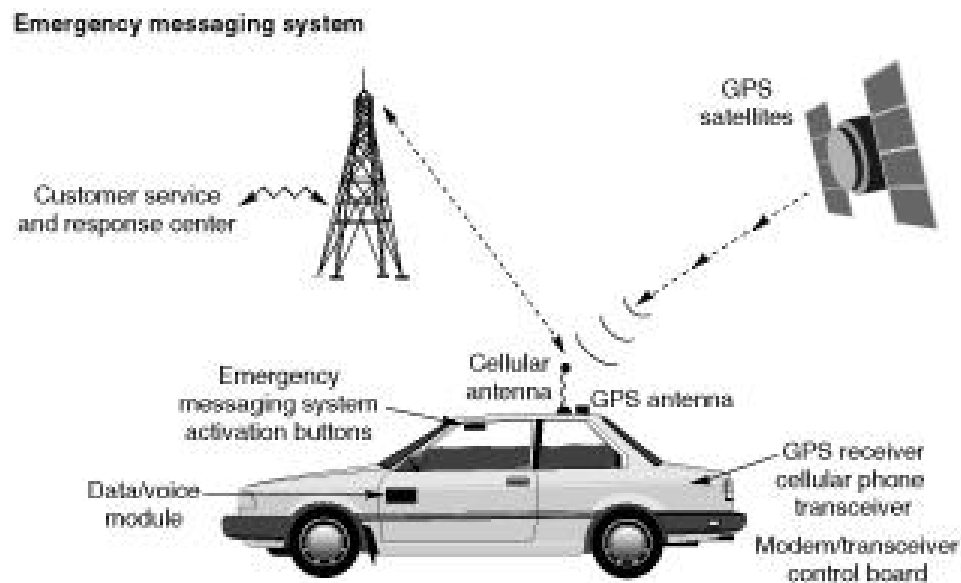 Emergency messaging system
GPS
satellites
Customer service
and response center
Cellular
antenna
GPS antenna
Emergency
messaging system
activation buttons
Data/voice
module
GPS receiver
cellular phone
transceiver
Modem/transceiver
control board